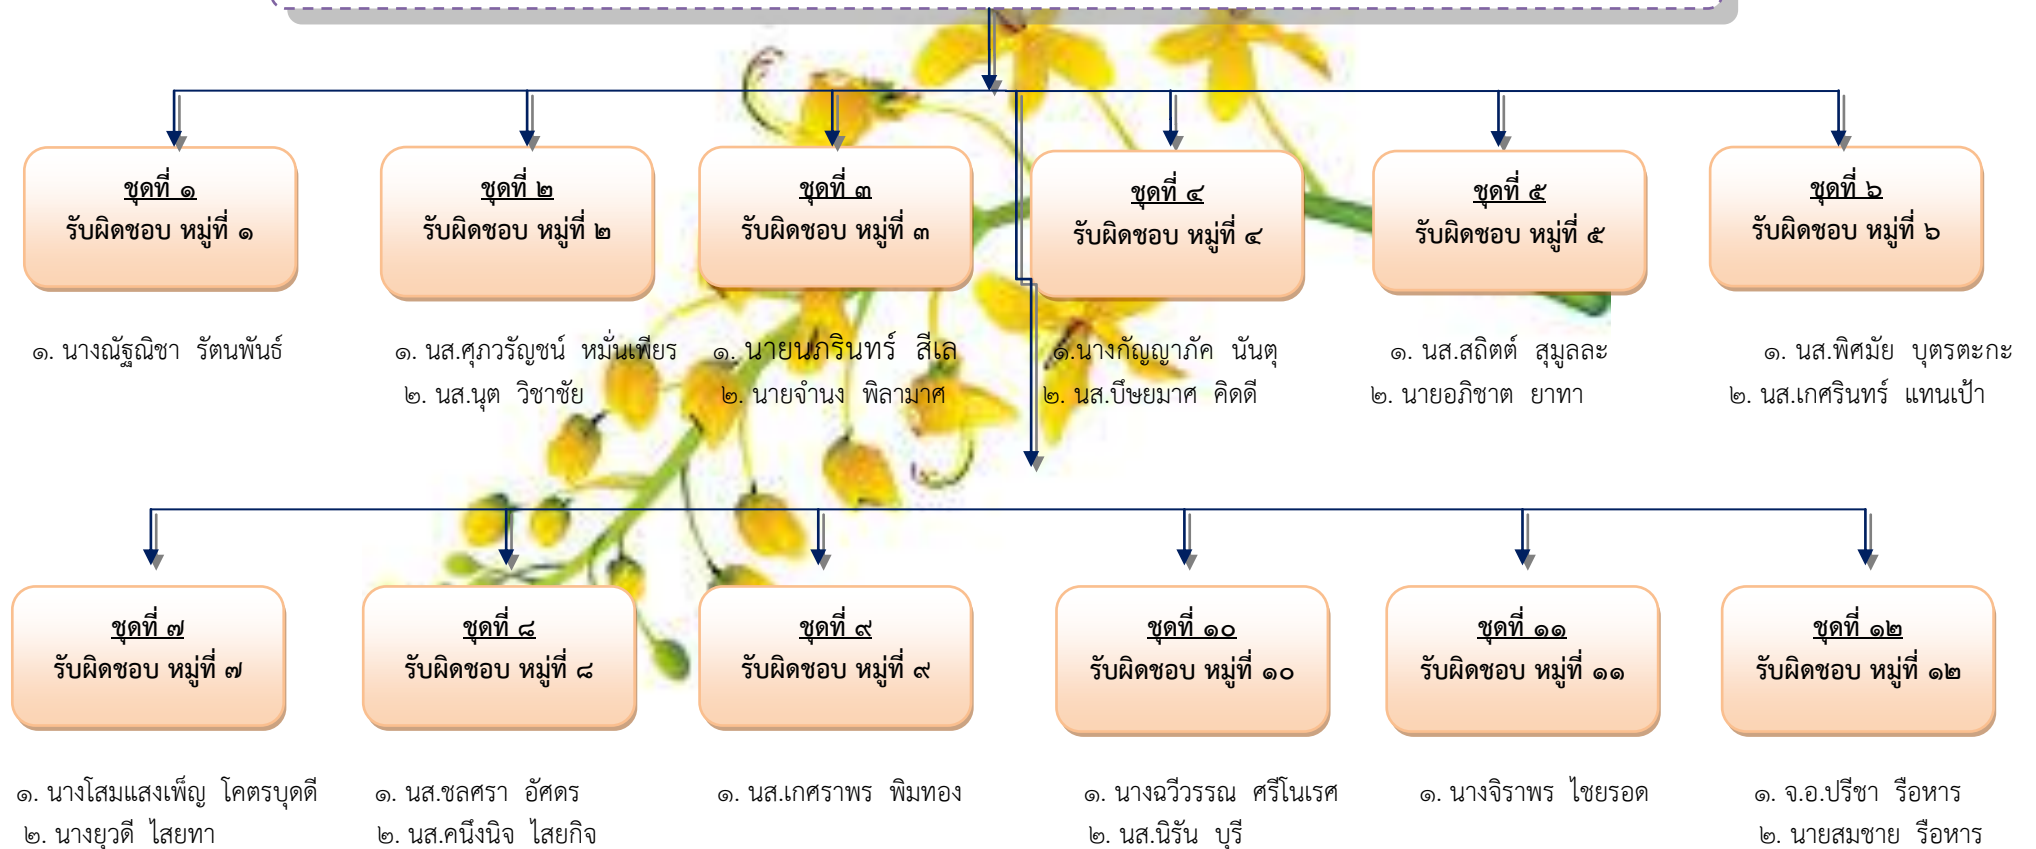 ชุดที่ ๑
รับผิดชอบ หมู่ที่ ๑
ชุดที่ ๒
รับผิดชอบ หมู่ที่ ๒
ชุดที่ ๓
รับผิดชอบ หมู่ที่ ๓
ชุดที่ ๔
รับผิดชอบ หมู่ที่ ๔
ชุดที่ ๕
รับผิดชอบ หมู่ที่ ๕
ชุดที่ ๖
รับผิดชอบ หมู่ที่ ๖
๑. นางณัฐณิชา รัตนพันธ์
๑. นส.ศุภวรัญชน์ หมั่นเพียร
๒. นส.นุต วิชาชัย
๑. นายนภรินทร์ สีเล
๒. นายจำนง พิลามาศ
๑.นางกัญญาภัค นันตุ
๒. นส.บึษยมาศ คิดดี
๑. นส.สถิตต์ สุมูลละ
๒. นายอภิชาต ยาทา
๑. นส.พิศมัย บุตรตะกะ
๒. นส.เกศรินทร์ แทนเป้า
ชุดที่ ๗
รับผิดชอบ หมู่ที่ ๗
ชุดที่ ๘
รับผิดชอบ หมู่ที่ ๘
ชุดที่ ๙
รับผิดชอบ หมู่ที่ ๙
ชุดที่ ๑๐
รับผิดชอบ หมู่ที่ ๑๐
ชุดที่ ๑๑
รับผิดชอบ หมู่ที่ ๑๑
ชุดที่ ๑๒
รับผิดชอบ หมู่ที่ ๑๒
๑. นางโสมแสงเพ็ญ โคตรบุดดี
๒. นางยุวดี ไสยทา
๑. นส.ชลศรา อัศดร
๒. นส.คนึงนิจ ไสยกิจ
๑. นส.เกศราพร พิมทอง
๑. นางฉวีวรรณ ศรีโนเรศ
๒. นส.นิรัน บุรี
๑. นางจิราพร ไชยรอด
๑. จ.อ.ปรีชา รือหาร
๒. นายสมชาย รือหาร